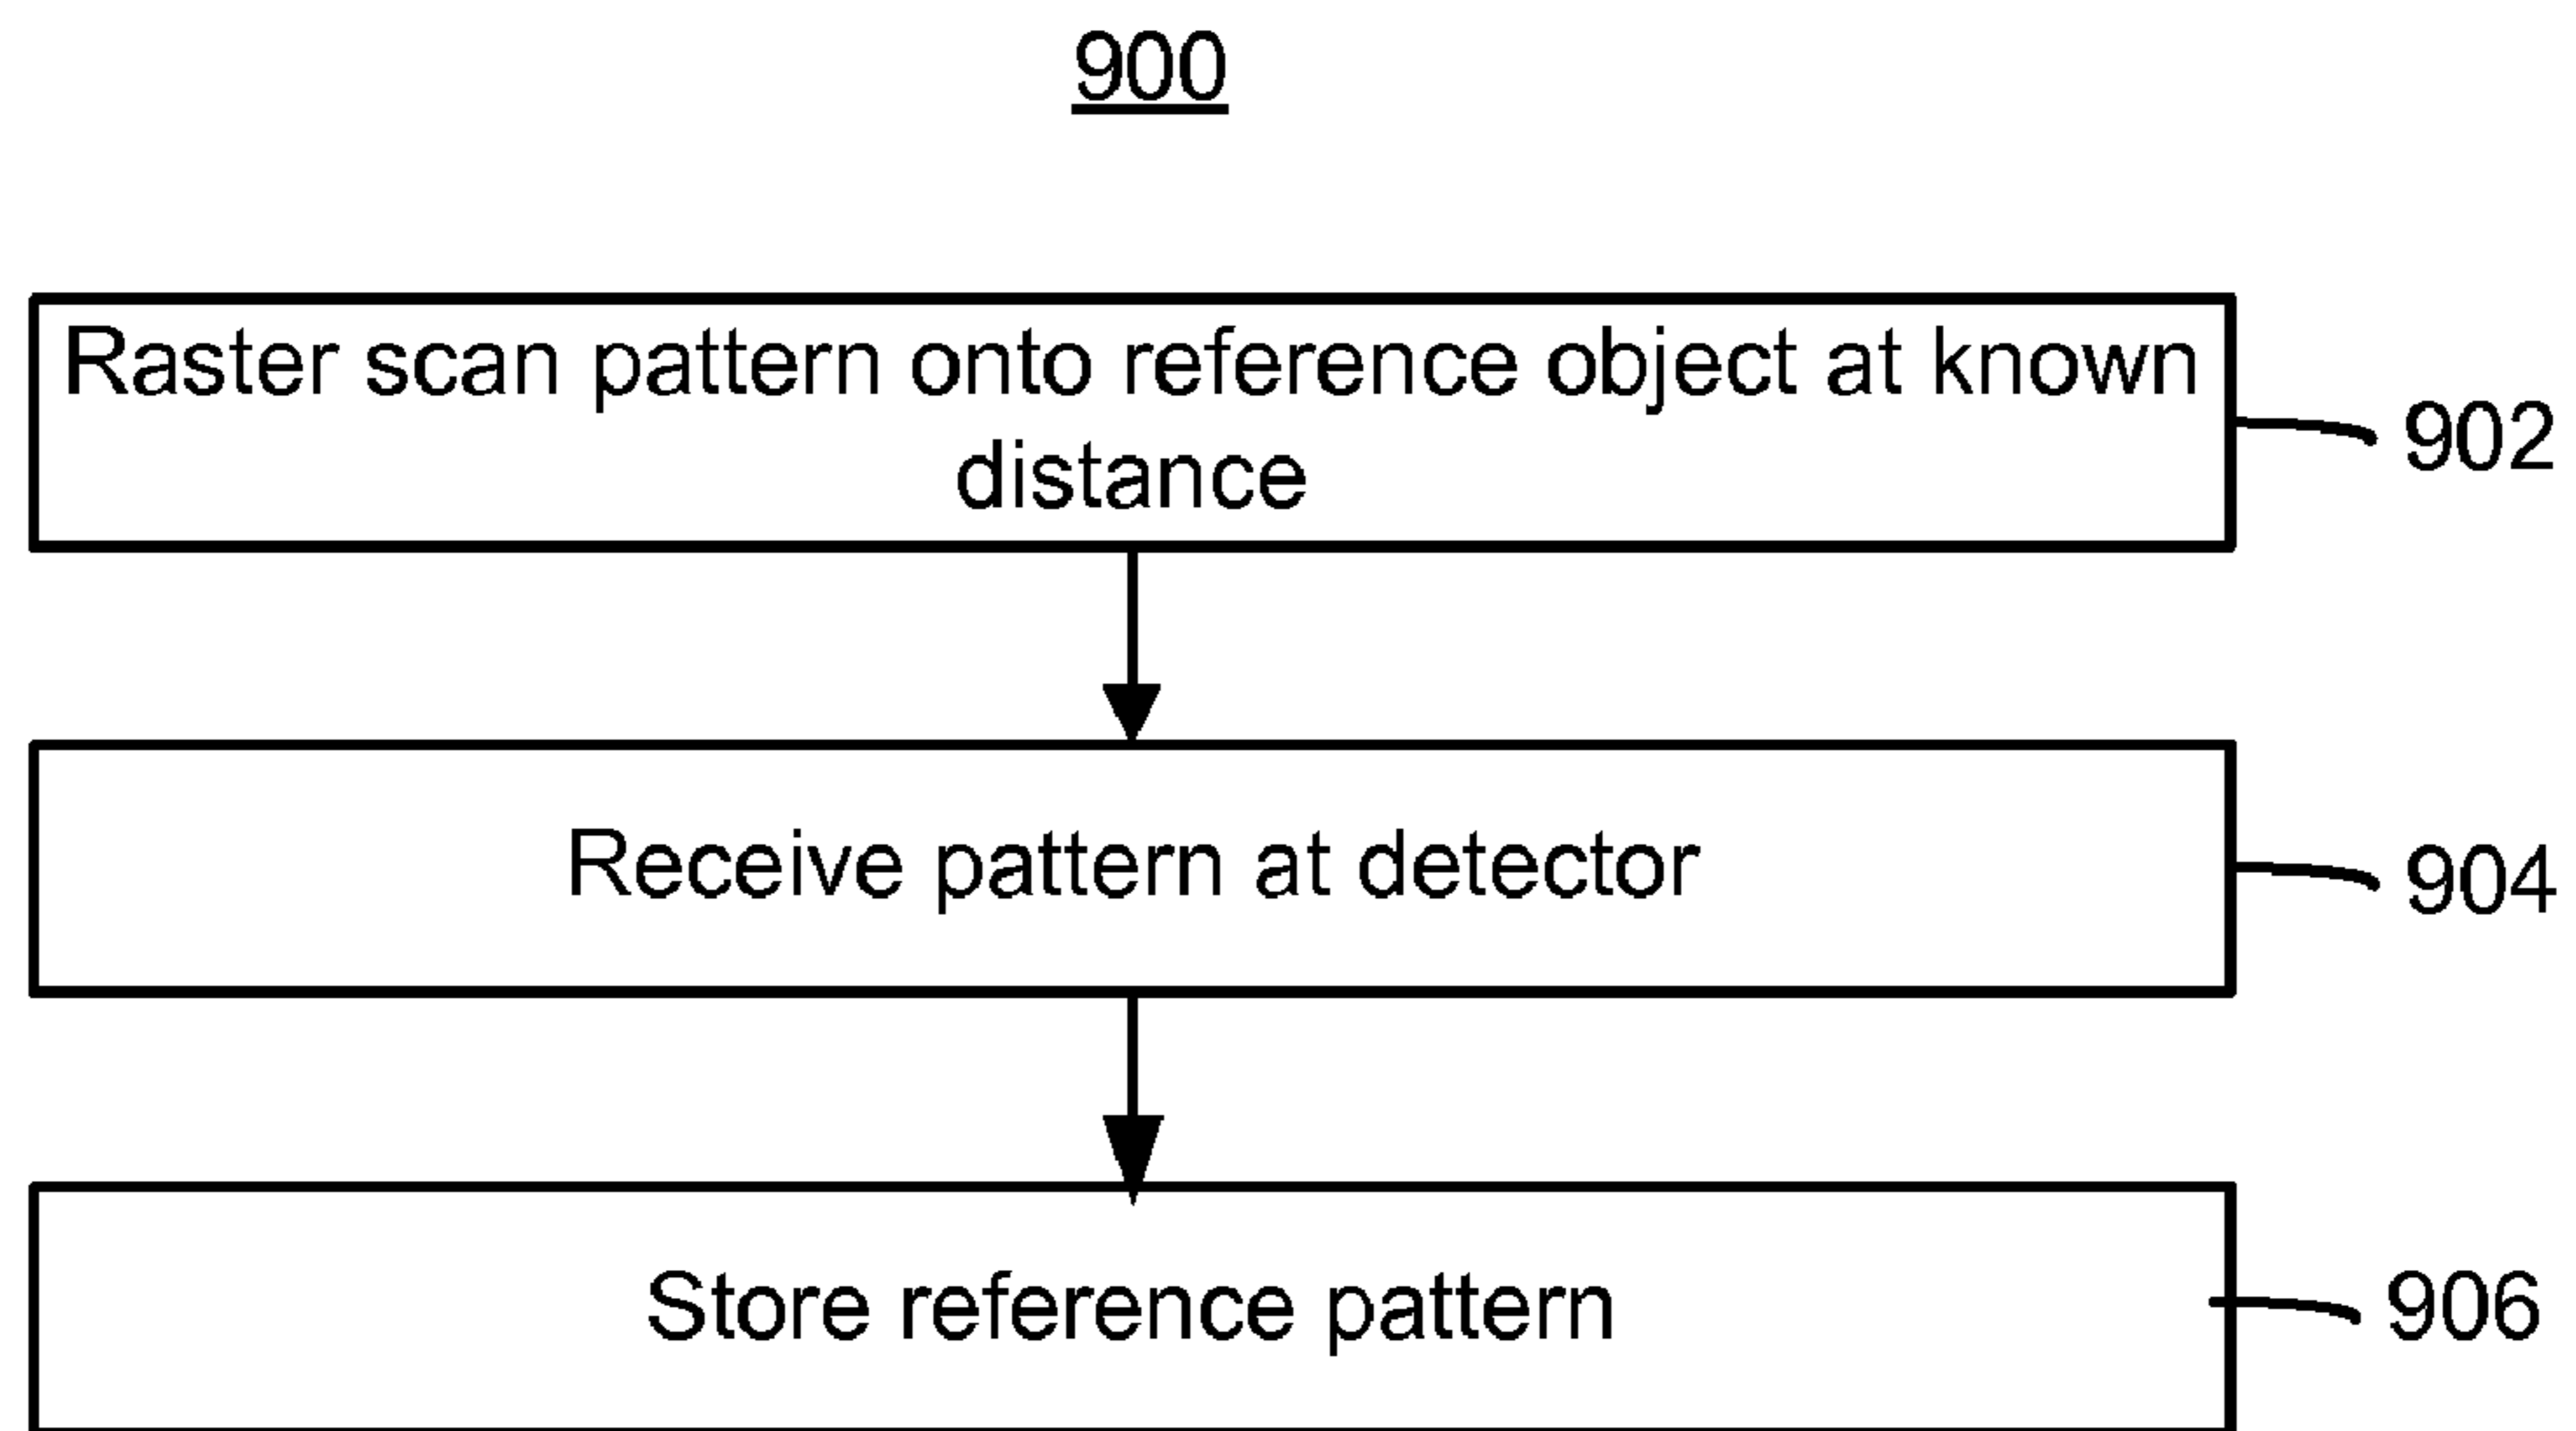 900
Raster scan pattern onto reference object at known
distance
902
Receive pattern at detector
904
Store reference pattern
906